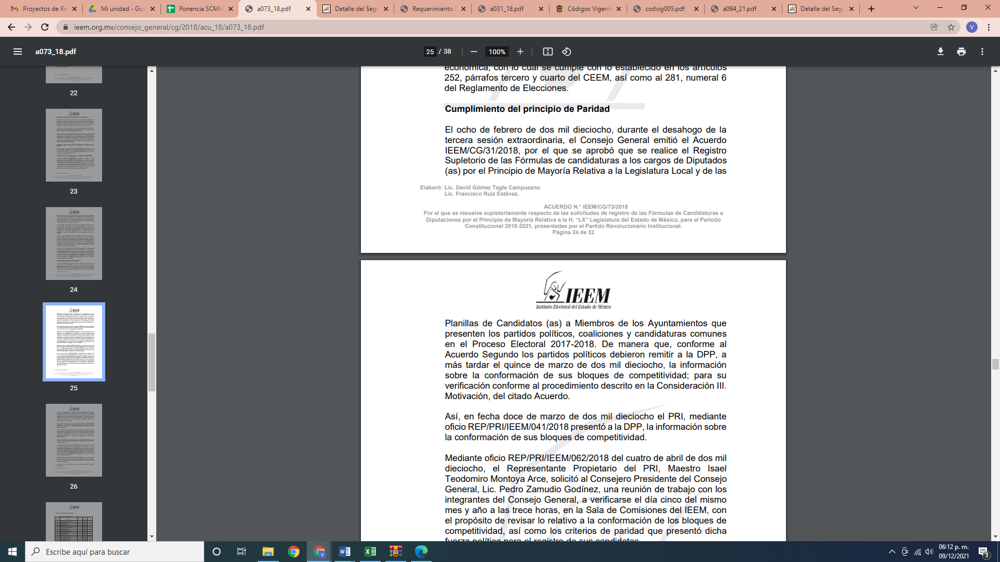 Proyectos de Re
Mi unidad - Goo
Ponencia SCMM
a073_18.pdf
Detalle del Segu
Requerimiento
a031_18.pdf
Códigos Vigente
codvig005.pdf
a094_21.pdf
Detalle del Segu
ieem.org.mx/consejo_general/cg/2018/acu_18/a073_18.pdf
V
a073_18.pdf
25 / 38
100%
22
23
24
25
26
económica, con lo cual se cumple con lo establecido en los artículos
252, párrafos tercero y cuarto del CEEM, así como al 281, numeral 6
del Reglamento de Elecciones.
Cumplimiento del principio de Paridad
El ocho de febrero de dos mil dieciocho, durante el desahogo de la
tercera sesión extraordinaria, el Consejo General emitió el Acuerdo
IEEM/CG/31/2018, por el que se aprobó que se realice el Registro
Supletorio de las Fórmulas de candidaturas a los cargos de Diputados
(as) por el Principio de Mayoría Relativa a la Legislatura Local y de las
Elaboró: Lic. David Gómez Tagle Campuzano.
Lic. Francisco Ruiz Estévez.
ACUERDO N.° IEEM/CG/73/2018
Por el que se resuelve supletoriamente respecto de las solicitudes de registro de las Fórmulas de Candidaturas a
Diputaciones por el Principio de Mayoría Relativa a la H. “LX” Legislatura del Estado de México, para el Periodo
Constitucional 2018-2021, presentadas por el Partido Revolucionario Institucional.
Página 24 de 32
IEEM
Instituto Electoral del Estado de México
Planillas de Candidatos (as) a Miembros de los Ayuntamientos que
presenten los partidos políticos, coaliciones y candidaturas comunes
en el Proceso Electoral 2017-2018. De manera que, conforme al
Acuerdo Segundo los partidos políticos debieron remitir a la DPP, a
más tardar el quince de marzo de dos mil dieciocho, la información
sobre la conformación de sus bloques de competitividad; para su
verificación conforme al procedimiento descrito en la Consideración III.
Motivación, del citado Acuerdo.
Así, en fecha doce de marzo de dos mil dieciocho el PRI, mediante
oficio REP/PRI/IEEM/041/2018 presentó a la DPP, la información sobre
la conformación de sus bloques de competitividad.
Mediante oficio REP/PRI/IEEM/062/2018 del cuatro de abril de dos mil
dieciocho, el Representante Propietario del PRI, Maestro Isael
Teodomiro Montoya Arce, solicitó al Consejero Presidente del Consejo
General, Lic. Pedro Zamudio Godínez, una reunión de trabajo con los
integrantes del Consejo General, a verificarse el día cinco del mismo
mes y año a las trece horas, en la Sala de Comisiones del IEEM, con
el propósito de revisar lo relativo a la conformación de los bloques de
competitividad, así como los criterios de paridad que presentó dicha
fuerza política para el registro de sus candidatos.
Escribe aquí para buscar
06:12 p. m.
09/12/2021
3